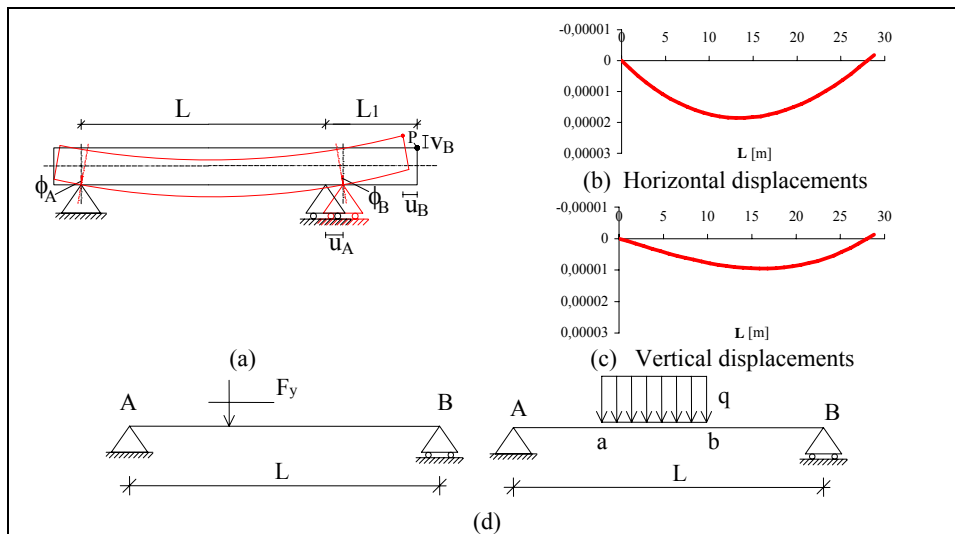 L
L1
P
vB
ϕA
ϕB
uB
uA
(a)
-0,00001
0
5
10
15
20
25
30
0
0,00001
0,00002
0,00003
L [m]
(b) Horizontal displacements
-0,00001
0
5
10
15
20
25
30
0
0,00001
0,00002
0,00003
L [m]
(c) Vertical displacements
A
Fy
B
L
A
q
B
a
b
L
(d)